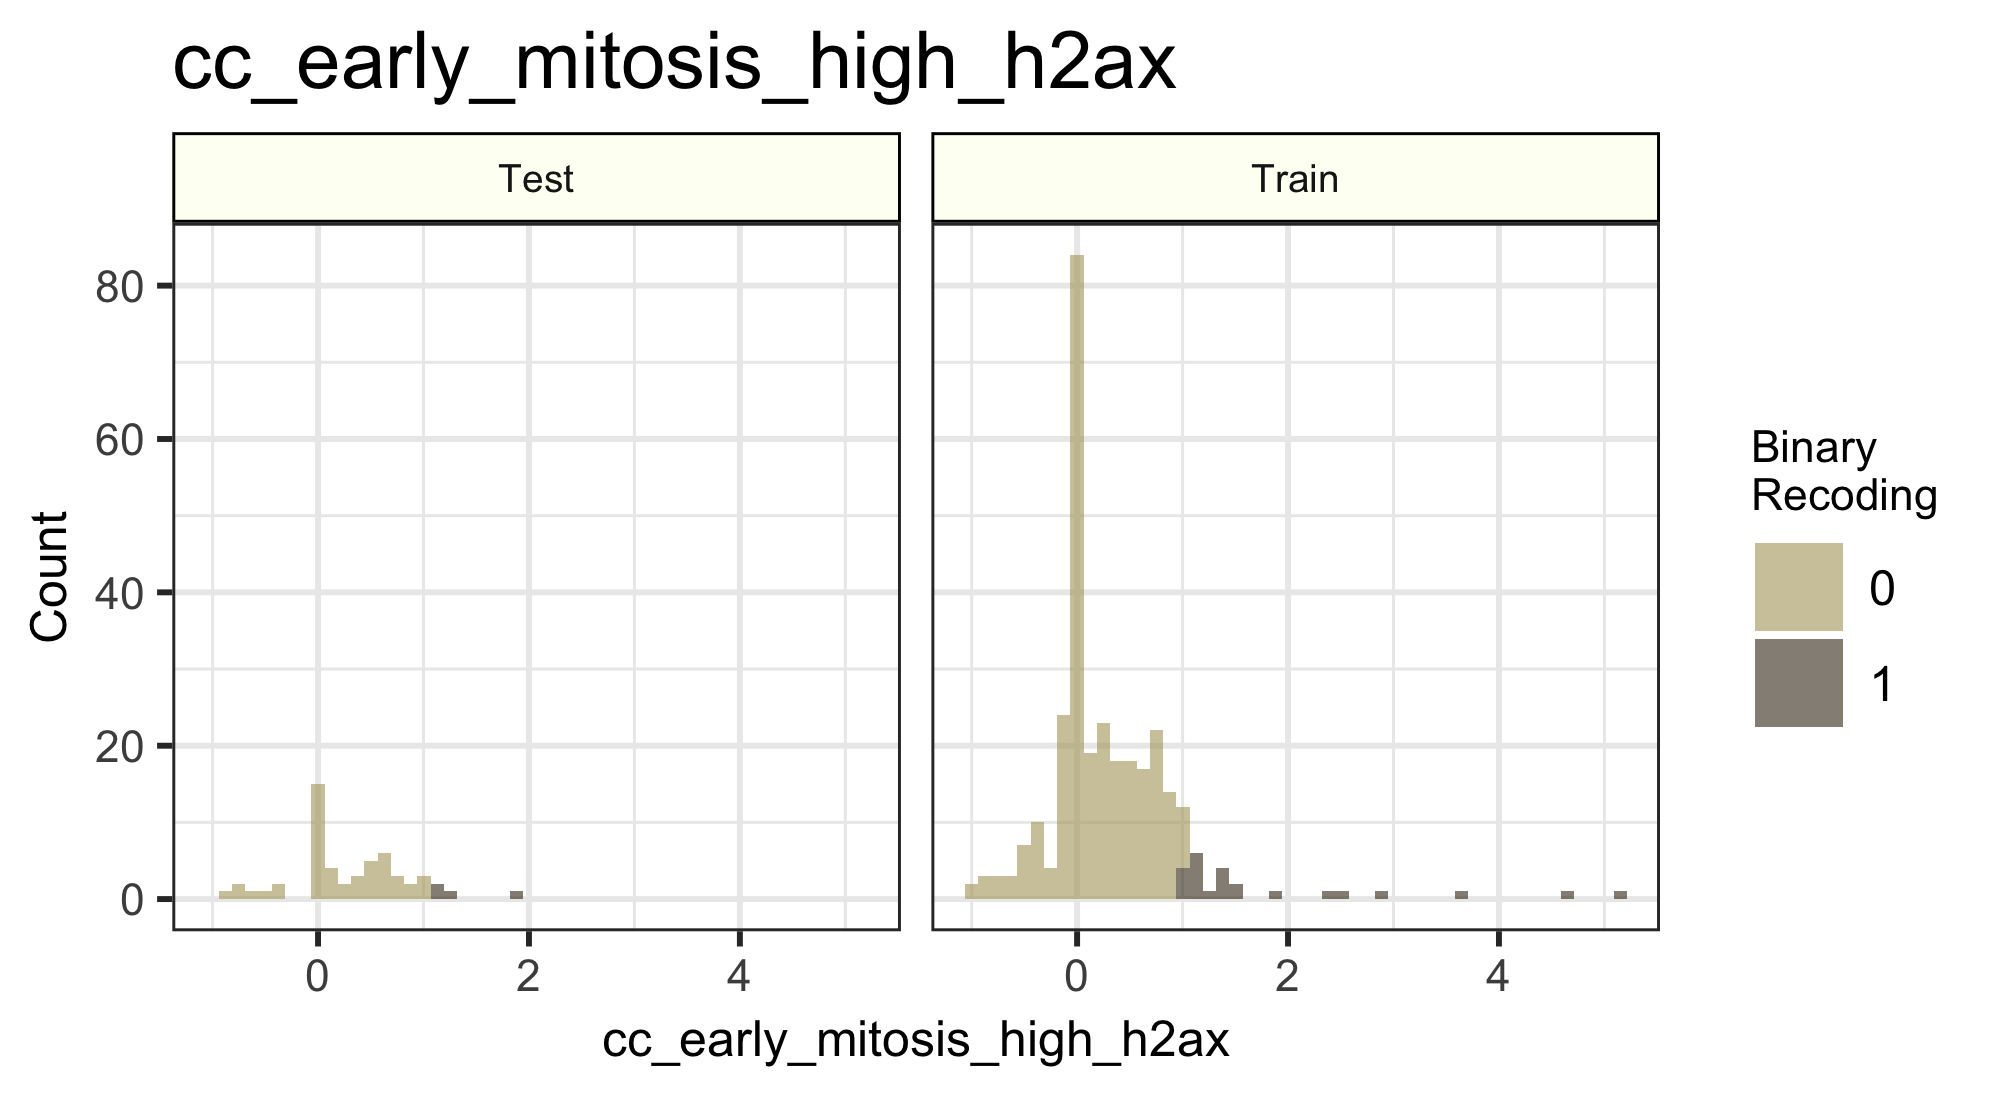 cc_early_mitosis_high_h2ax
Test
Train
80
60
40
20
0
Count
0
2
4
0
2
4
cc_early_mitosis_high_h2ax
Binary
Recoding
0
1